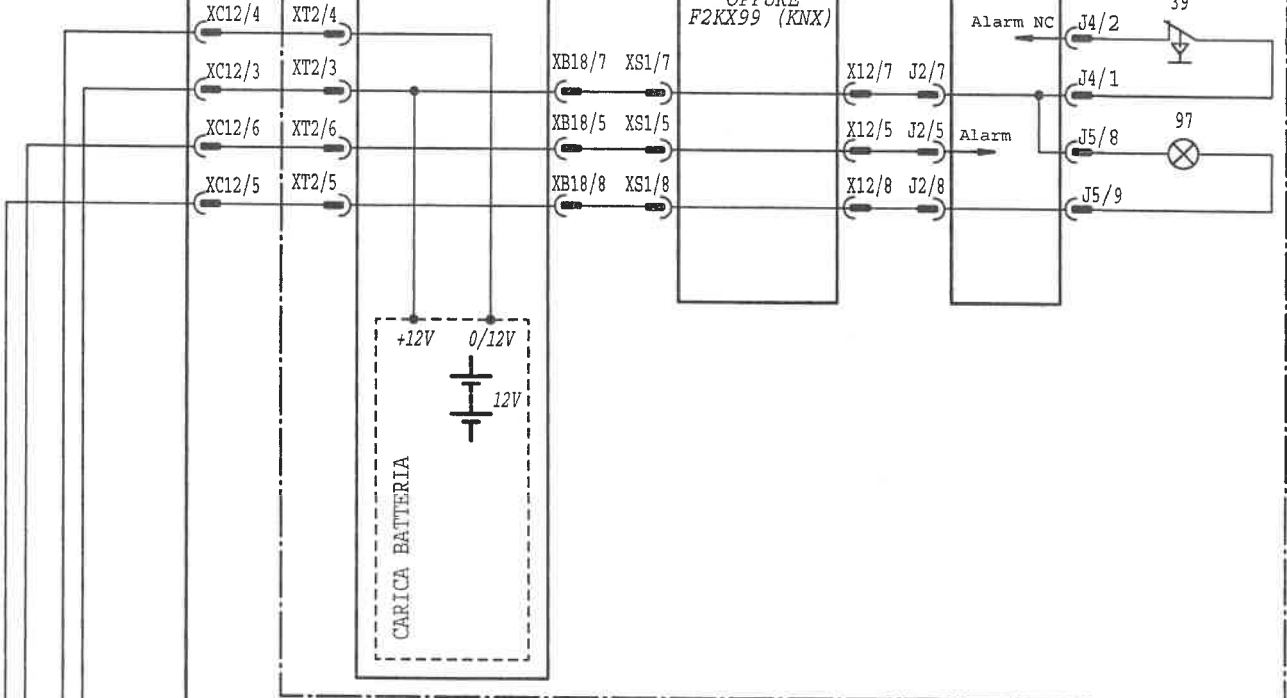 OPPURE
F2KX99 (KNX)
39
XC12/4 XT2/4
Alarm NC J4/2
XC12/3 XT2/3 XB18/7 XS1/7 X12/7 J2/7 J4/1
XC12/6 XT2/6 XB18/5 XS1/5 X12/5 J2/5 Alarm J5/8 97
XC12/5 XT2/5 XB18/8 XS1/8 X12/8 J2/8 J5/9
+12V 0/12V
12V
CARICA BATTERIA